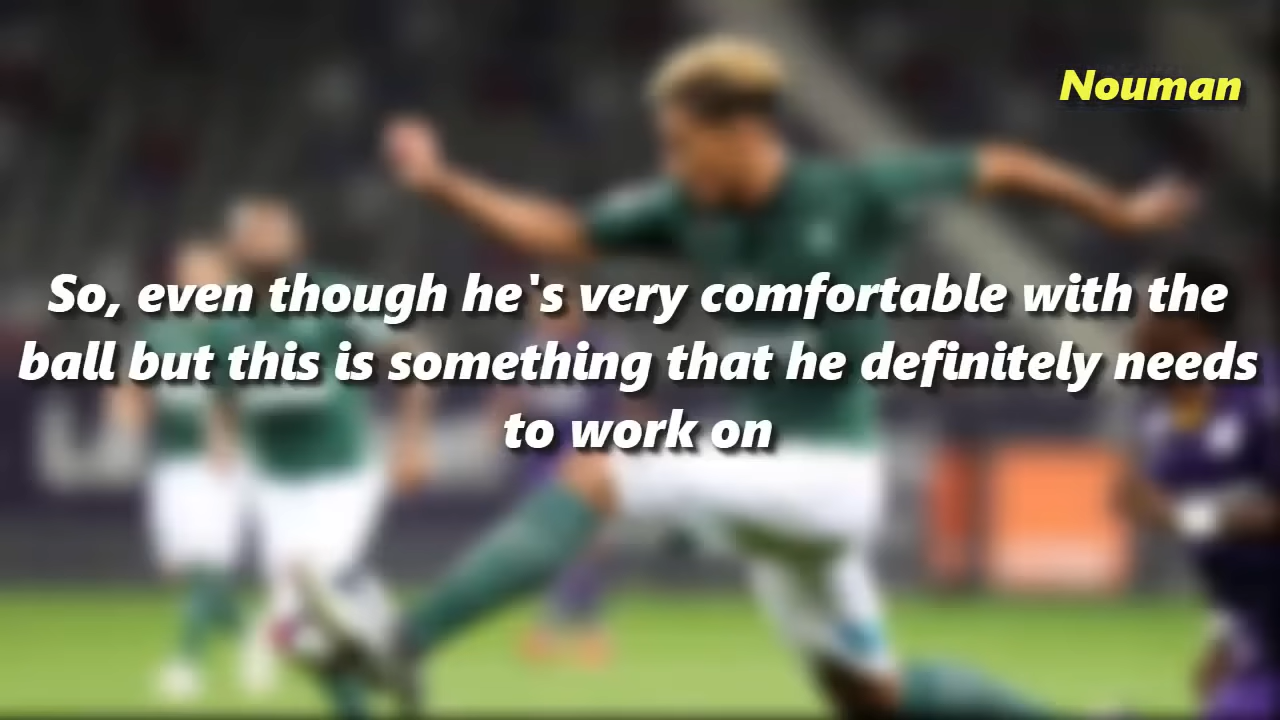 Nouman
So, even though he's very comfortable with the
ball but this is something that he definitely needs
to work on